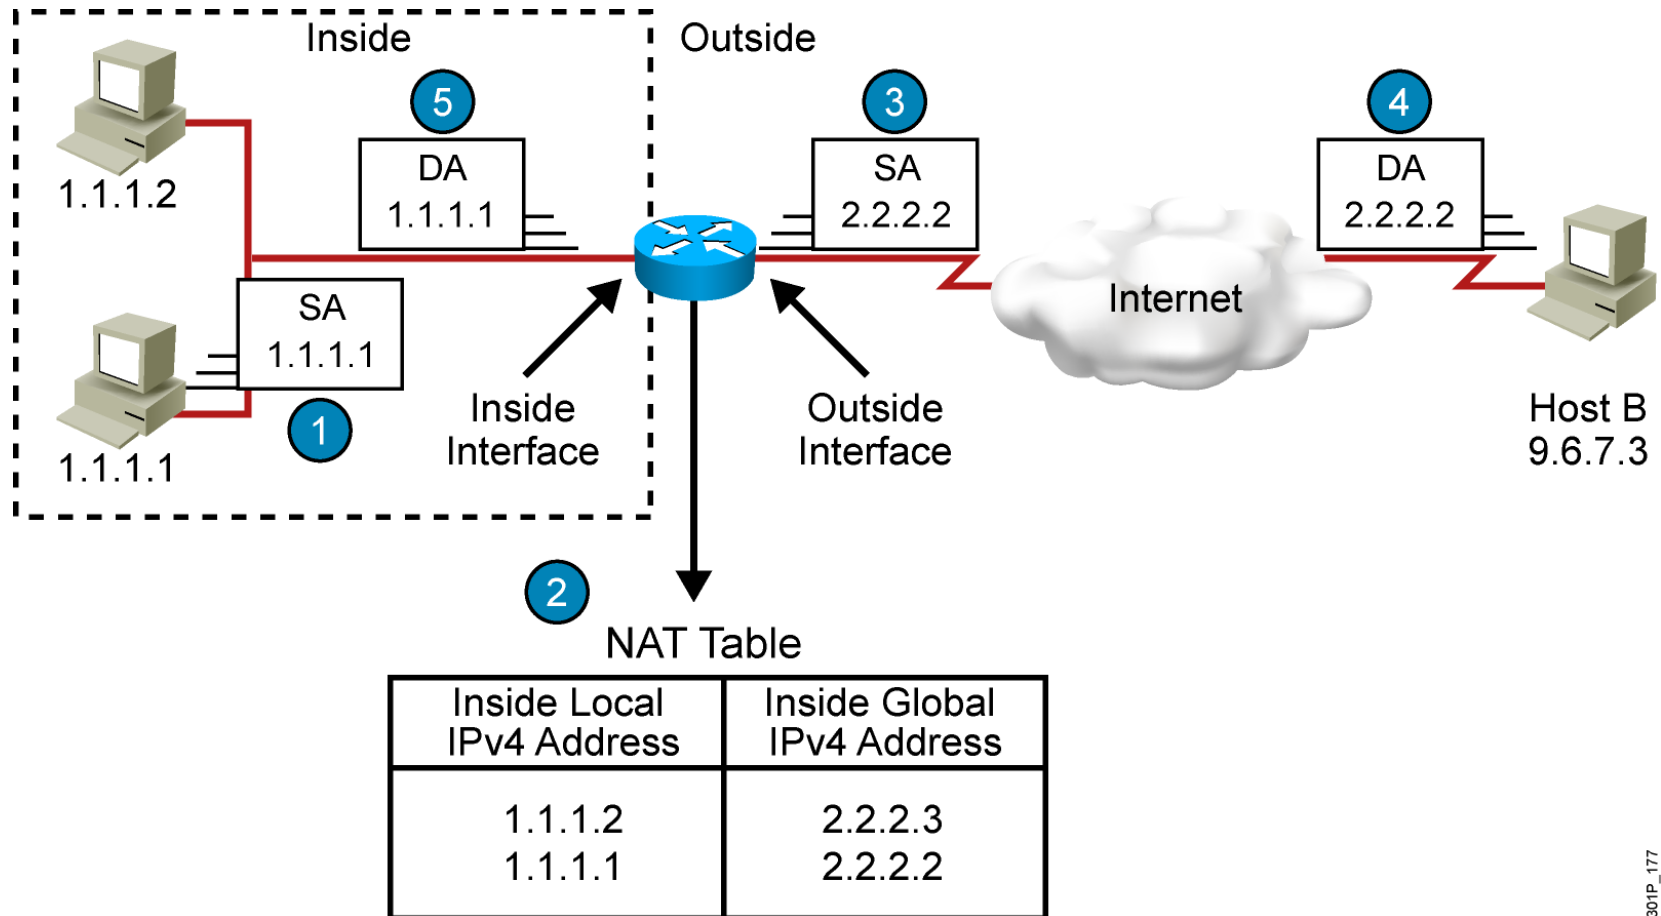 Inside
Outside
5
3
4
DA
1.1.1.1
SA
2.2.2.2
DA
2.2.2.2
1.1.1.2
SA
1.1.1.1
Internet
1
1.1.1.1
Inside
Interface
Outside
Interface
Host B
9.6.7.3
2
NAT Table
Inside Local
IPv4 Address
Inside Global
IPv4 Address
1.1.1.2
2.2.2.3
1.1.1.1
2.2.2.2
301P_177